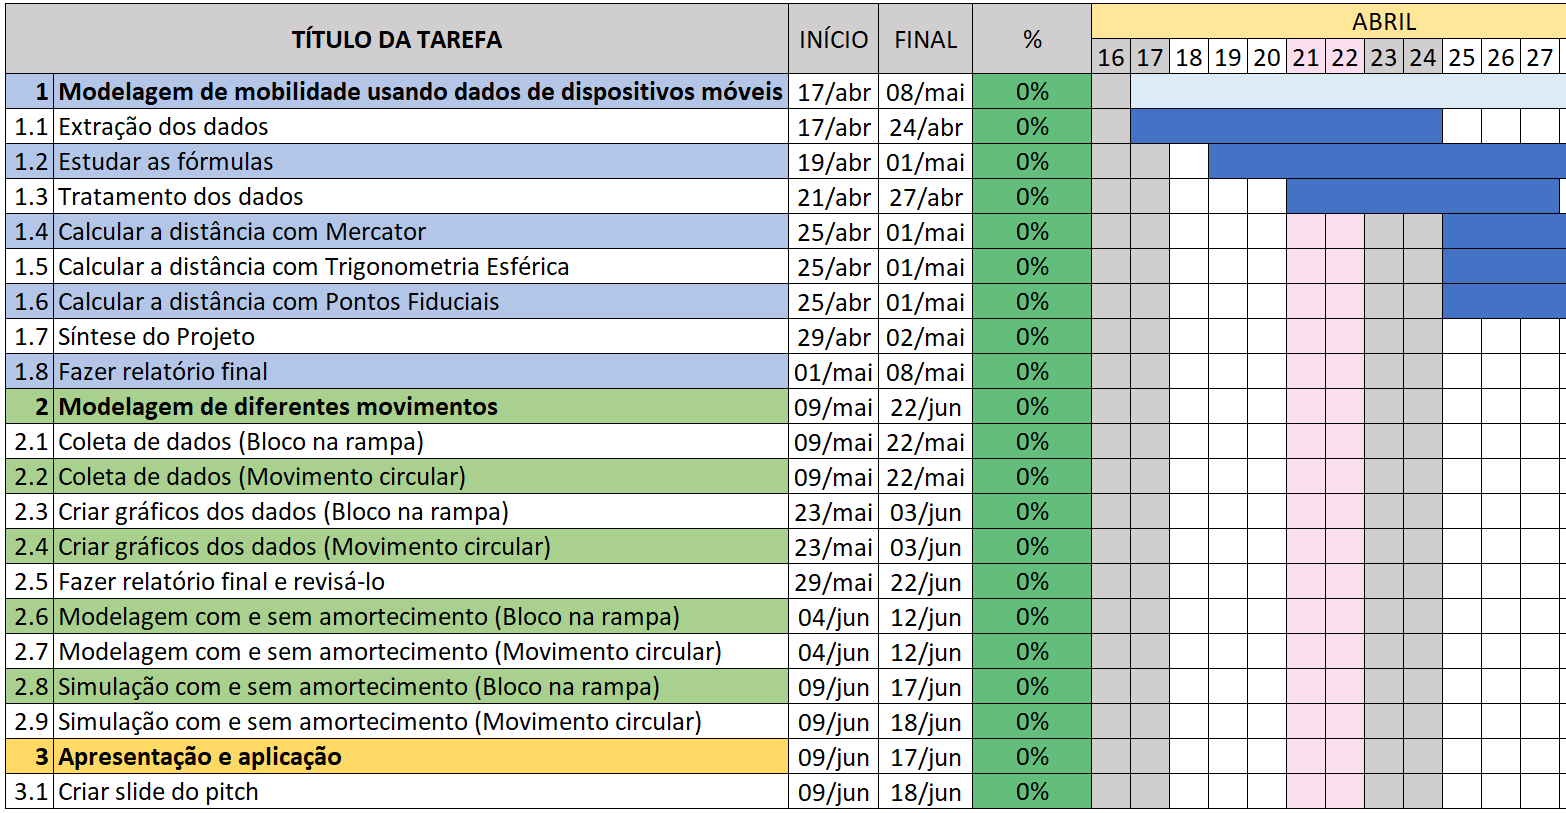 TÍTULO DA TAREFA INÍCIO FINAL % ABRIL
16 17 18 19 20 21 22 23 24 25 26 27
1 Modelagem de mobilidade usando dados de dispositivos móveis 17/abr 08/mai 0%
1.1 Extração dos dados 17/abr 24/abr 0%
1.2 Estudar as fórmulas 19/abr 01/mai 0%
1.3 Tratamento dos dados 21/abr 27/abr 0%
1.4 Calcular a distância com Mercator 25/abr 01/mai 0%
1.5 Calcular a distância com Trigonometria Esférica 25/abr 01/mai 0%
1.6 Calcular a distância com Pontos Fiduciais 25/abr 01/mai 0%
1.7 Síntese do Projeto 29/abr 02/mai 0%
1.8 Fazer relatório final 01/mai 08/mai 0%
2 Modelagem de diferentes movimentos 09/mai 22/jun 0%
2.1 Coleta de dados (Bloco na rampa) 09/mai 22/mai 0%
2.2 Coleta de dados (Movimento circular) 09/mai 22/mai 0%
2.3 Criar gráficos dos dados (Bloco na rampa) 23/mai 03/jun 0%
2.4 Criar gráficos dos dados (Movimento circular) 23/mai 03/jun 0%
2.5 Fazer relatório final e revisá-lo 29/mai 22/jun 0%
2.6 Modelagem com e sem amortecimento (Bloco na rampa) 04/jun 12/jun 0%
2.7 Modelagem com e sem amortecimento (Movimento circular) 04/jun 12/jun 0%
2.8 Simulação com e sem amortecimento (Bloco na rampa) 09/jun 17/jun 0%
2.9 Simulação com e sem amortecimento (Movimento circular) 09/jun 18/jun 0%
3 Apresentação e aplicação 09/jun 17/jun 0%
3.1 Criar slide do pitch 09/jun 18/jun 0%